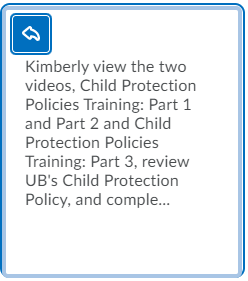 Kimberly view the two
videos, Child Protection
Policies Training: Part 1
and Part 2 and Child
Protection Policies
Training: Part 3, review
UB's Child Protection
Policy, and comple...